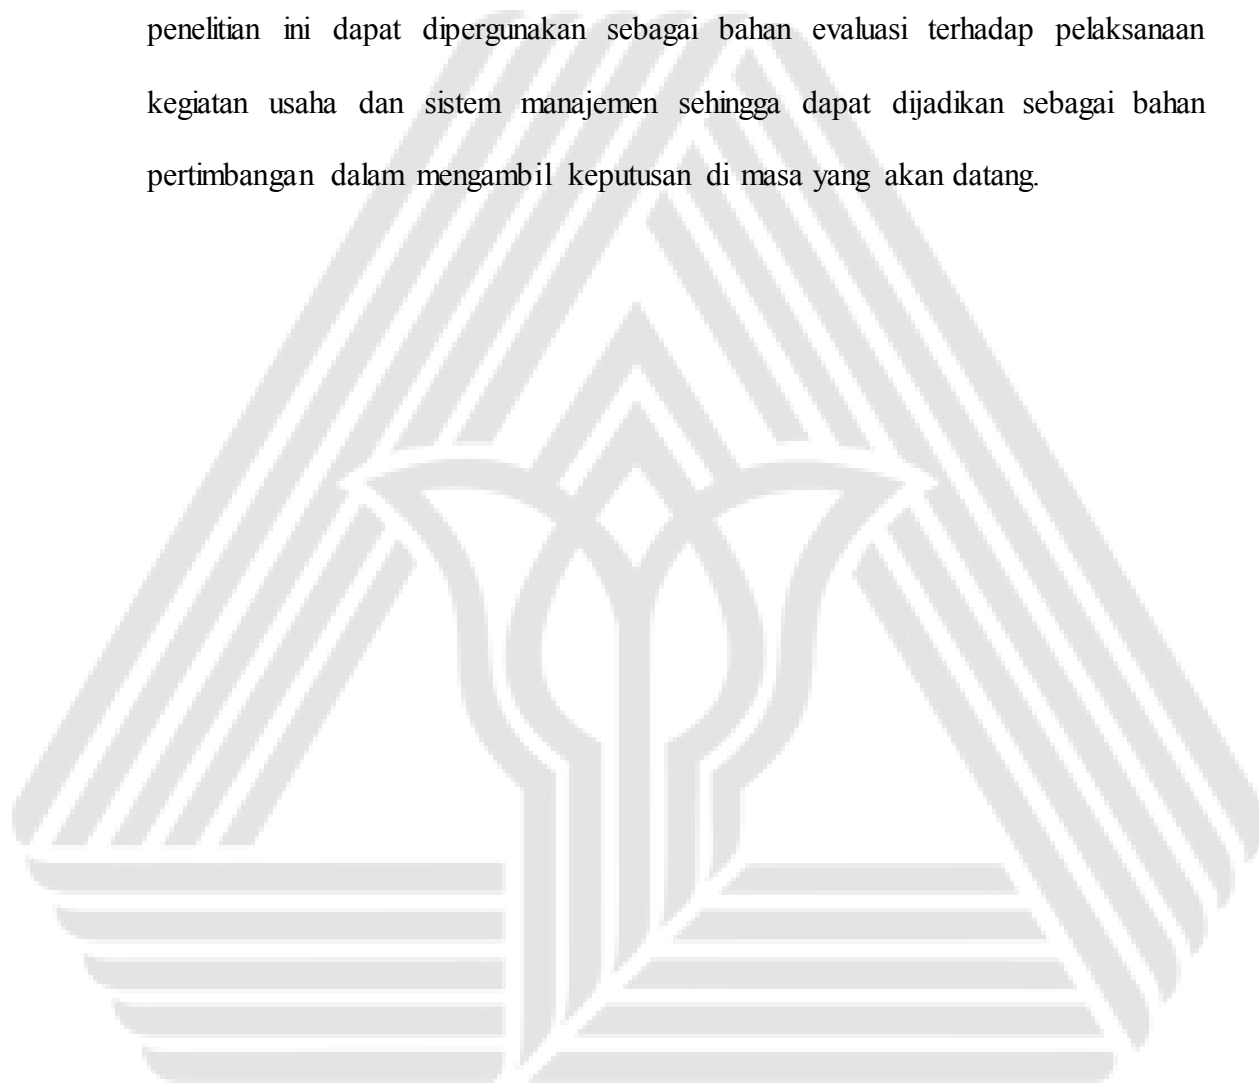 penelitian ini dapat dipergunakan sebagai bahan evaluasi terhadap pelaksanaan
kegiatan usaha dan sistem manajemen sehingga dapat dijadikan sebagai bahan
pertimbangan dalam mengambil keputusan di masa yang akan datang.